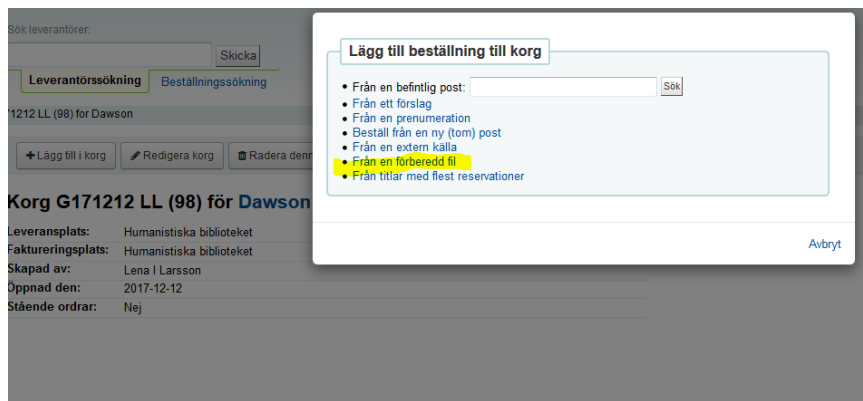 Sök leverantörer:
Skicka
Leverantörssökning Beställningssökning
1212 LL (98) for Dawson
+Lägg till i korg Redigera korg Radera denn
Korg G171212 LL (98) för Dawson
Leveransplats: Humanistiska biblioteket
Faktureringsplats: Humanistiska biblioteket
Skapad av: Lena I Larsson
Öppnad den: 2017-12-12
Stående ordrar: Nej
Lägg till beställning till korg
• Från en befintlig post: Sök
• Från ett förslag
• Från en prenumeration
• Beställ från en ny (tom) post
• Från en extern källa
• Från en förberedd fil
• Från titlar med flest reservationer
Avbryt